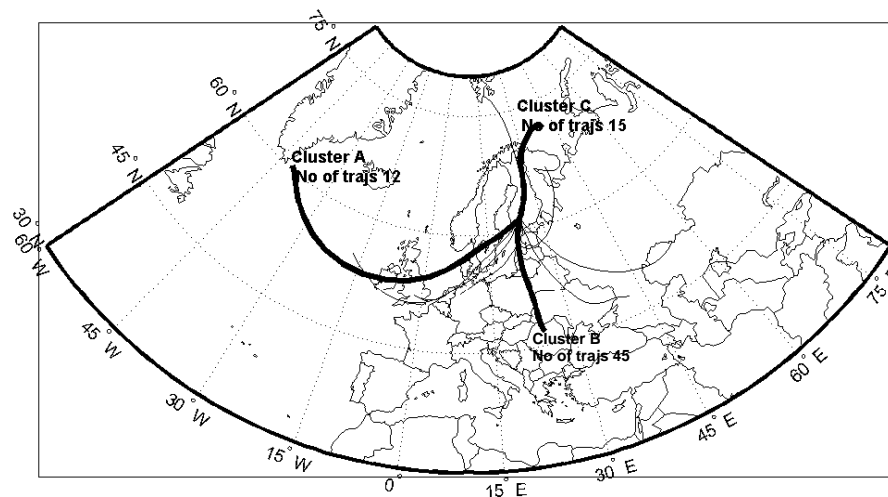 75° N
60° N
45° N
30° N
60° W
45° W
30° W
15° W
0°
15° E
30° E
45° E
60° E
75°
Cluster C
No of trajs 15
Cluster A
No of trajs 12
Cluster B
No of trajs 45